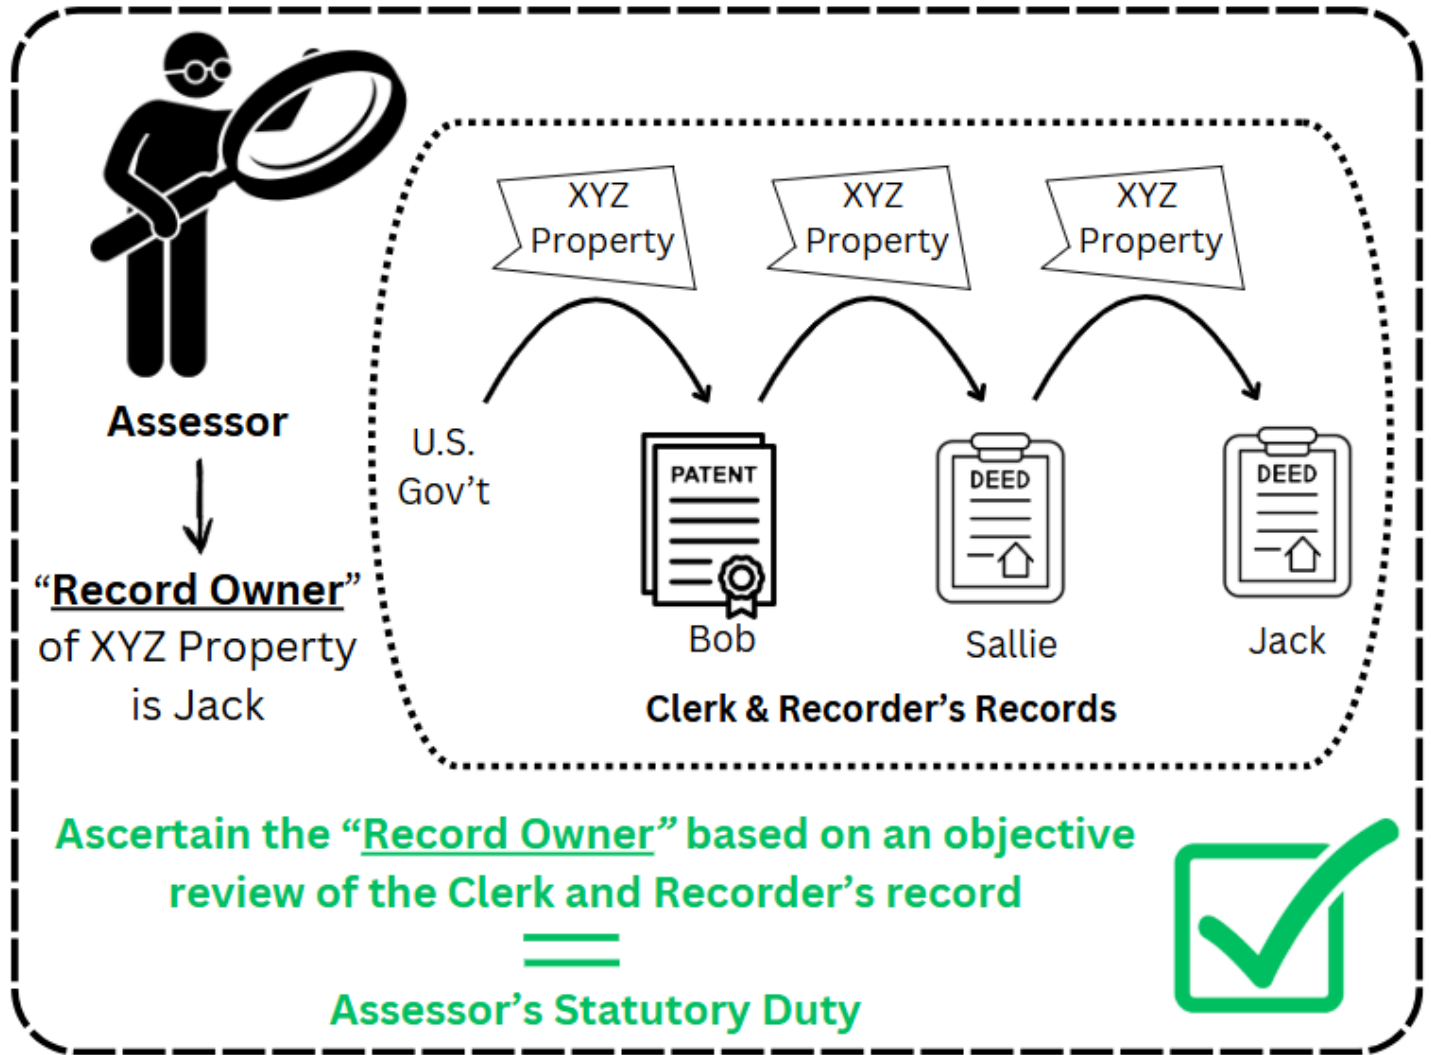 XYZ
Property
XYZ
Property
XYZ
Property
Assessor
“Record Owner”
of XYZ Property
is Jack
U.S.
Gov’t
PATENT
Bob
DEED
Sallie
DEED
Jack
Clerk & Recorder’s Records
Ascertain the “Record Owner” based on an objective
review of the Clerk and Recorder’s record
=
Assessor’s Statutory Duty